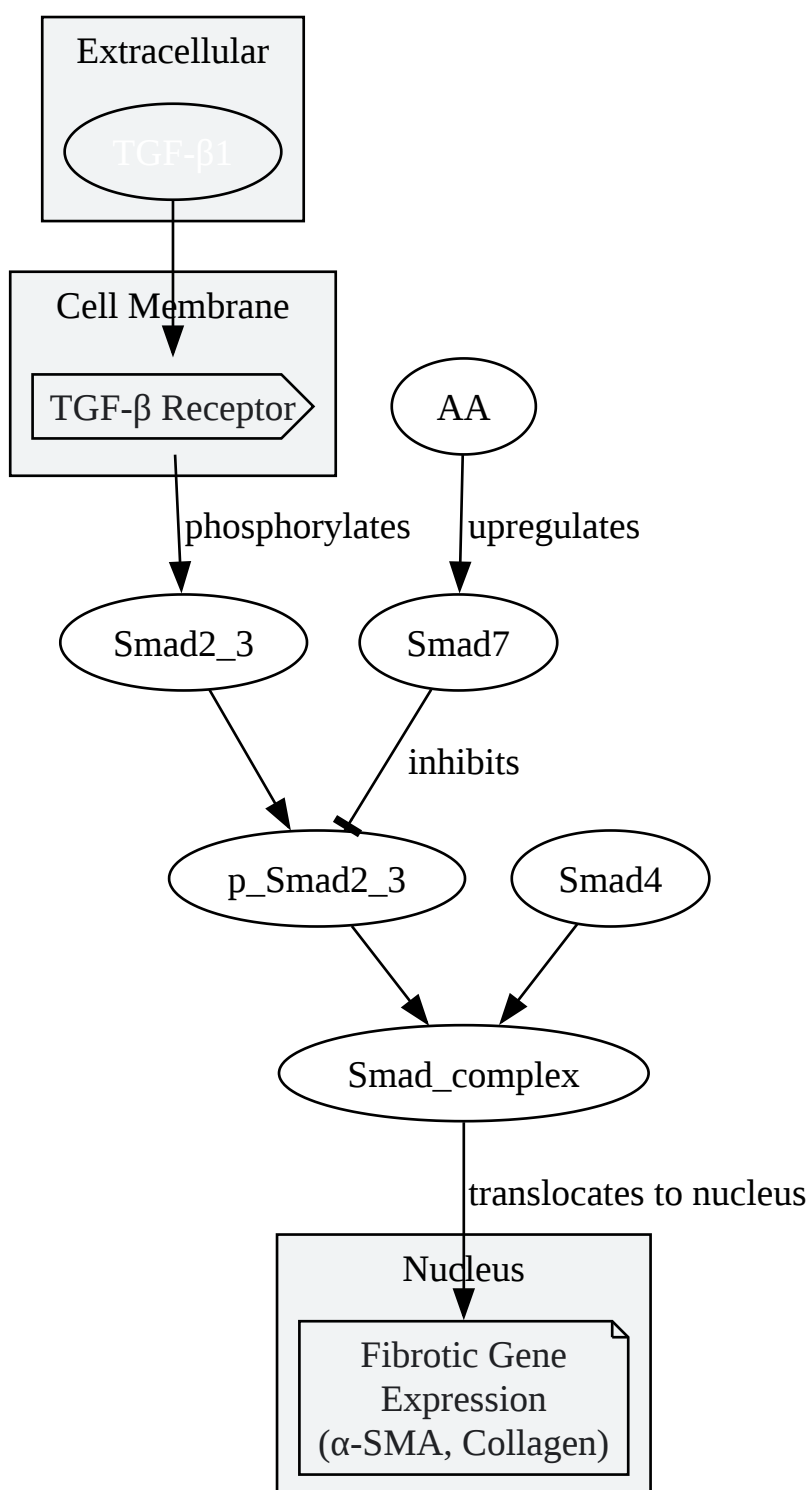 Extracellular
TGF-β1
Cell Membrane
TGF-β Receptor
AA
phosphorylates
upregulates
Smad2_3
Smad7
inhibits
p_Smad2_3
Smad4
Smad_complex
translocates to nucleus
Nucleus
Fibrotic Gene
Expression
(α-SMA, Collagen)